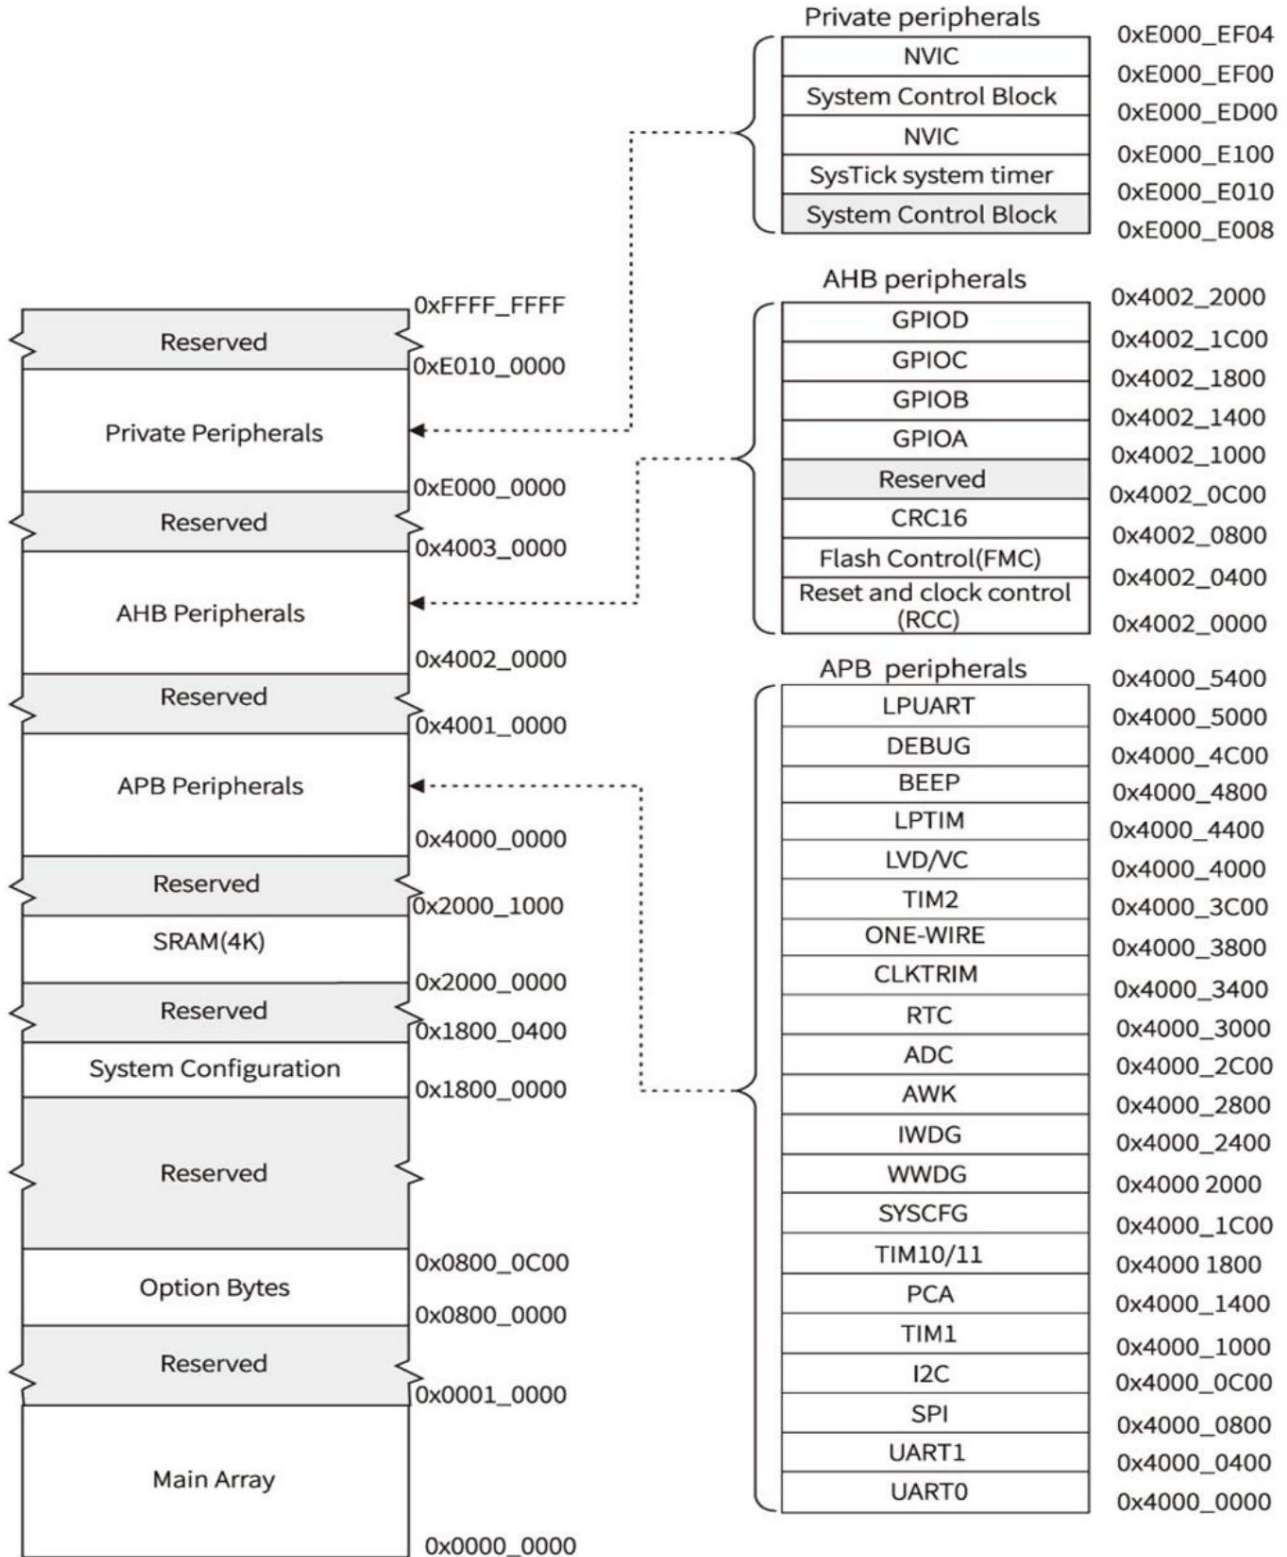 Private peripherals
0xE000_EF04
NVIC
0xE000_EF00
System Control Block
0xE000_ED00
NVIC
0xE000_E100
SysTick system timer
0xE000_E010
System Control Block
0xE000_E008
AHB peripherals
0x4002_2000
GPIOD
0x4002_1C00
GPIOC
0x4002_1800
GPIOB
0x4002_1400
GPIOA
0x4002_1000
Reserved
0x4002_0C00
CRC16
0x4002_0800
Flash Control(FMC)
0x4002_0400
Reset and clock control
(RCC)
0x4002_0000
APB peripherals
0x4000_5400
LPUART
0x4000_5000
DEBUG
0x4000_4C00
BEEP
0x4000_4800
LPTIM
0x4000_4400
LVD/VC
0x4000_4000
TIM2
0x4000_3C00
ONE-WIRE
0x4000_3800
CLKTRIM
0x4000_3400
RTC
0x4000_3000
ADC
0x4000_2C00
AWK
0x4000_2800
IWDG
0x4000_2400
WWDG
0x4000 2000
SYSCFG
0x4000_1C00
TIM10/11
0x4000 1800
PCA
0x4000_1400
TIM1
0x4000_1000
I2C
0x4000_0C00
SPI
0x4000_0800
UART1
0x4000_0400
UART0
0x4000_0000
0xFFFF_FFFF
Reserved
0xE010_0000
Private Peripherals
0xE000_0000
Reserved
0x4003_0000
AHB Peripherals
0x4002_0000
Reserved
0x4001_0000
APB Peripherals
0x4000_0000
Reserved
0x2000_1000
SRAM(4K)
0x2000_0000
Reserved
0x1800_0400
System Configuration
0x1800_0000
Reserved
0x0800_0C00
Option Bytes
0x0800_0000
Reserved
0x0001_0000
Main Array
0x0000_0000